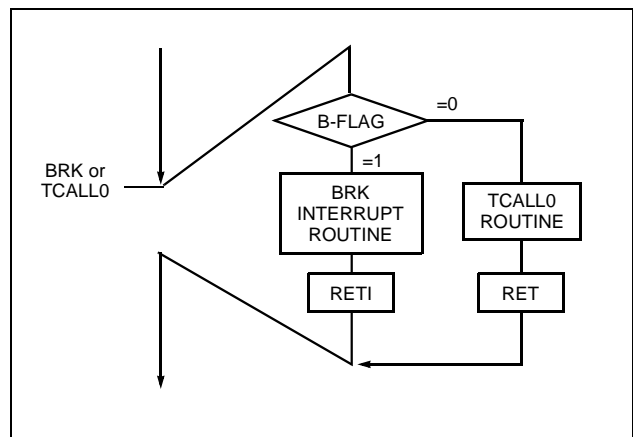 B-FLAG
=0
=1
BRK or
TCALL0
BRK
INTERRUPT
ROUTINE
TCALL0
ROUTINE
RETI
RET